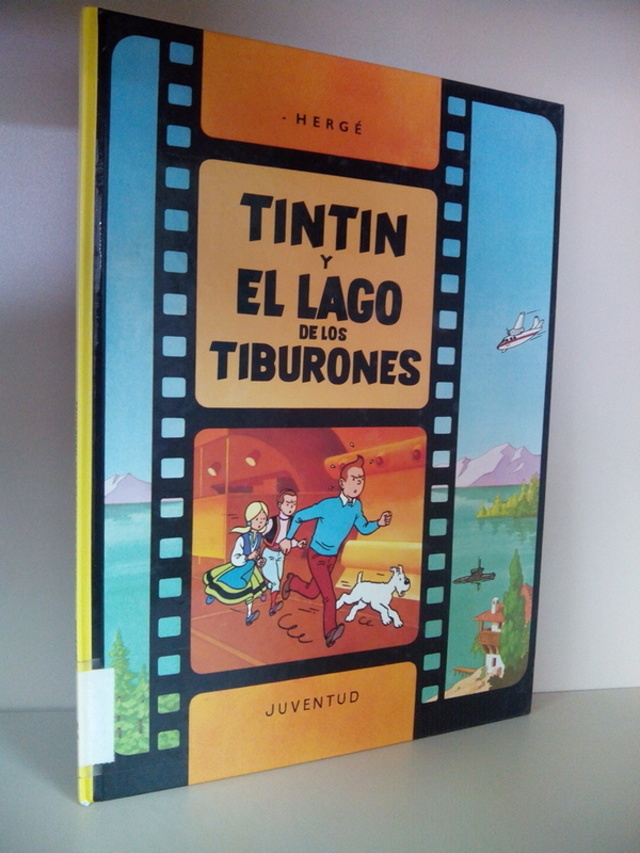 - HERGÉ
TINTIN
Y
EL LAGO
DE LOS
TIBURONES
JUVENTUD